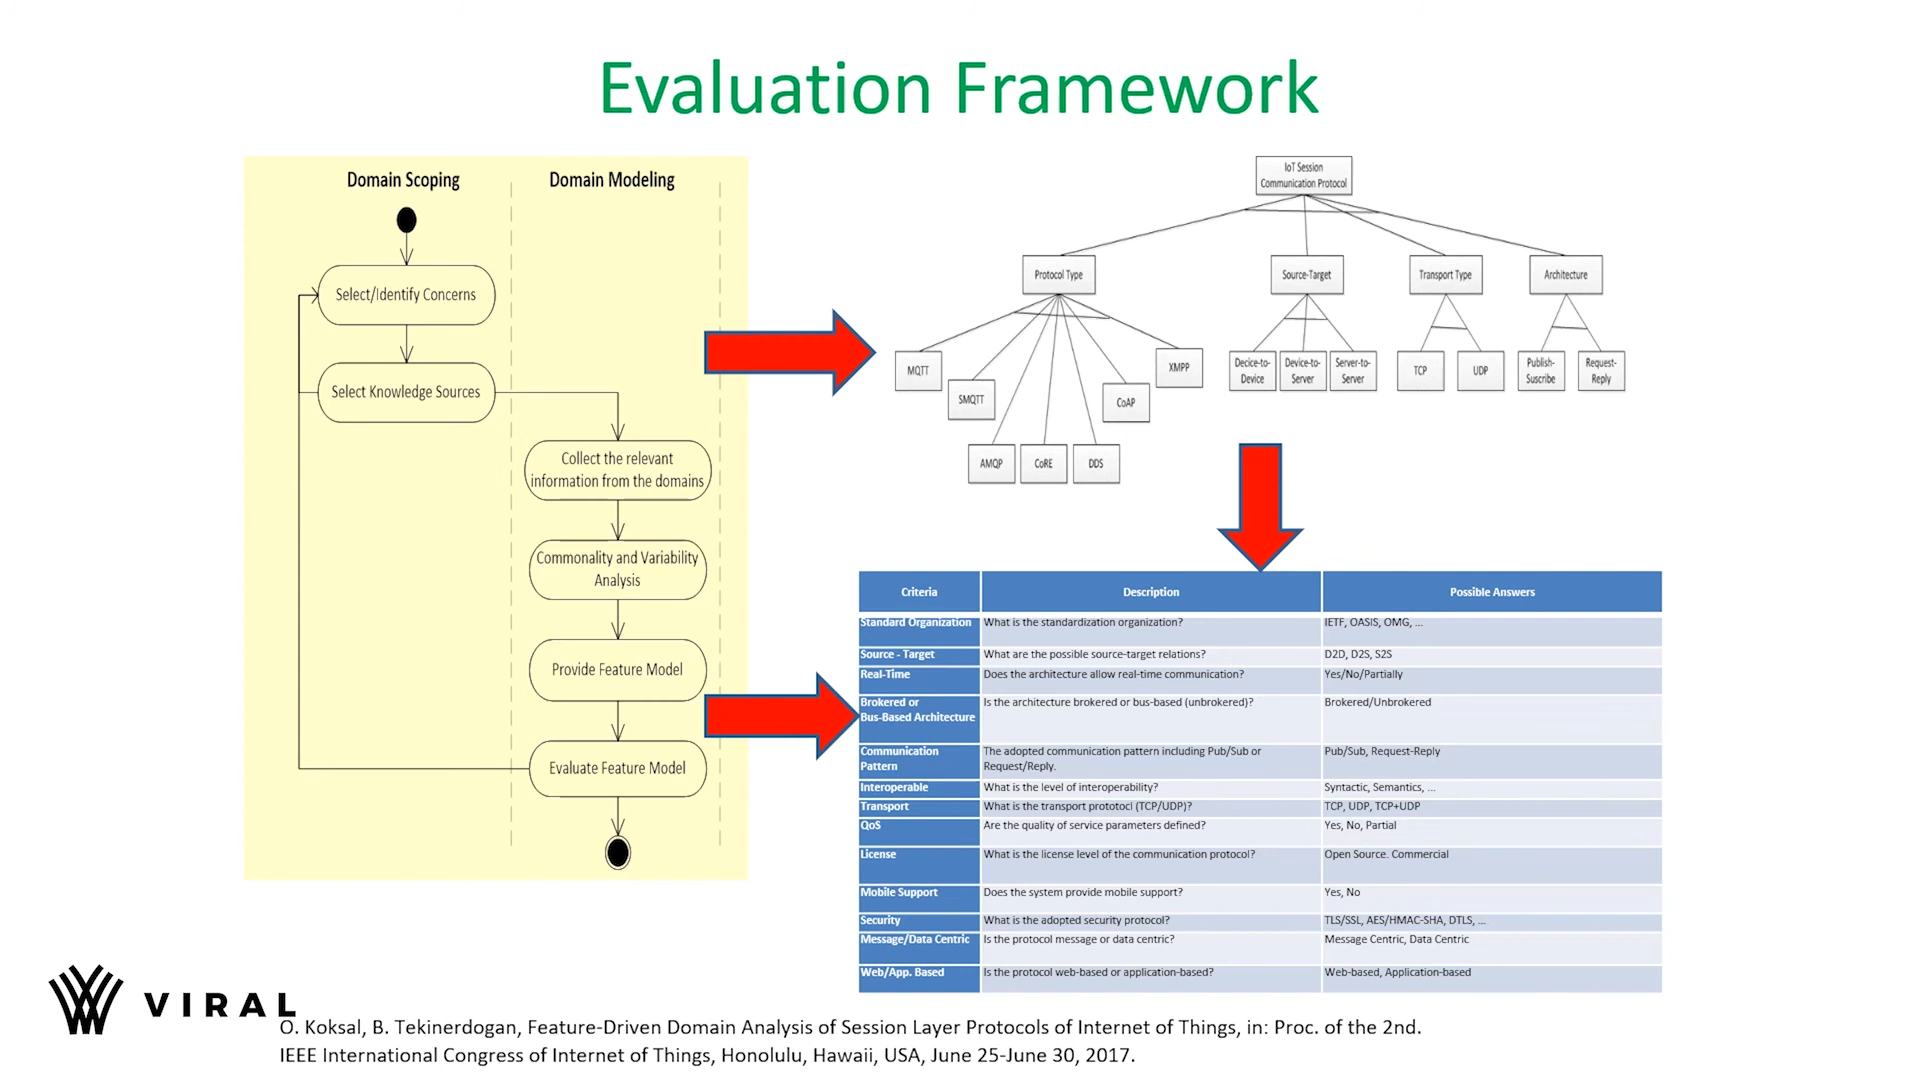 Evaluation Framework
Domain Scoping
Domain Modeling
Select/Identify Concerns
Select Knowledge Sources
Collect the relevant
information from the domains
Commonality and Variability
Analysis
Provide Feature Model
Evaluate Feature Model
IoT Session
Communication Protocol
Protocol Type
Source-Target
Transport Type
Architecture
MQTT
SMQTT
AMQP
CoRE
DDS
CoAP
XMPP
Decice-to-
Device
Device-to-
Server
Server-to-
Server
TCP
UDP
Publish-
Suscribe
Request-
Reply
Criteria Description Possible Answers
Standard Organization What is the standardization organization? IETF, OASIS, OMG, ...
Source - Target What are the possible source-target relations? D2D, D2S, S2S
Real-Time Does the architecture allow real-time communication? Yes/No/Partially
Brokered or Is the architecture brokered or bus-based (unbrokered)? Brokered/Unbrokered
Bus-Based Architecture
Communication The adopted communication pattern including Pub/Sub or Pub/Sub, Request-Reply
Pattern Request/Reply.
Interoperable What is the level of interoperability? Syntactic, Semantics, ...
Transport What is the transport prototocl (TCP/UDP)? TCP, UDP, TCP+UDP
QoS Are the quality of service parameters defined? Yes, No, Partial
License What is the license level of the communication protocol? Open Source. Commercial
Mobile Support Does the system provide mobile support? Yes, No
Security What is the adopted security protocol? TLS/SSL, AES/HMAC-SHA, DTLS, ...
Message/Data Centric Is the protocol message or data centric? Message Centric, Data Centric
Web/App. Based Is the protocol web-based or application-based? Web-based, Application-based
VIRAL
O. Koksal, B. Tekinerdogan, Feature-Driven Domain Analysis of Session Layer Protocols of Internet of Things, in: Proc. of the 2nd.
IEEE International Congress of Internet of Things, Honolulu, Hawaii, USA, June 25-June 30, 2017.